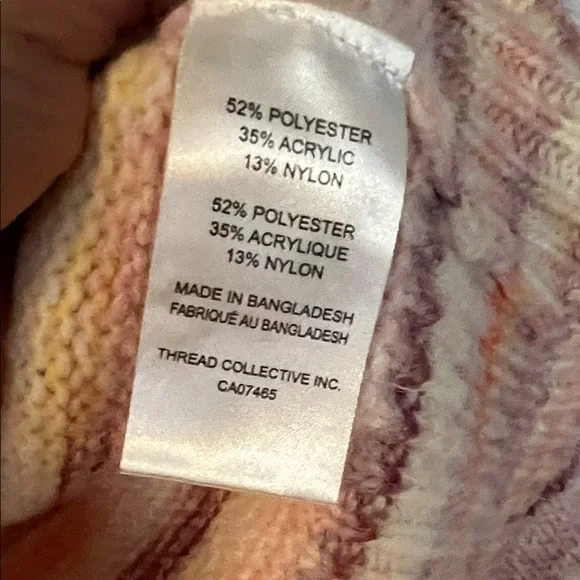 52% POLYESTER
35% ACRYLIC
13% NYLON
52% POLYESTER
35% ACRYLIQUE
13% NYLON
MADE IN BANGLADESH
FABRIQUÉ AU BANGLADESH
THREAD COLLECTIVE INC.
CA07465